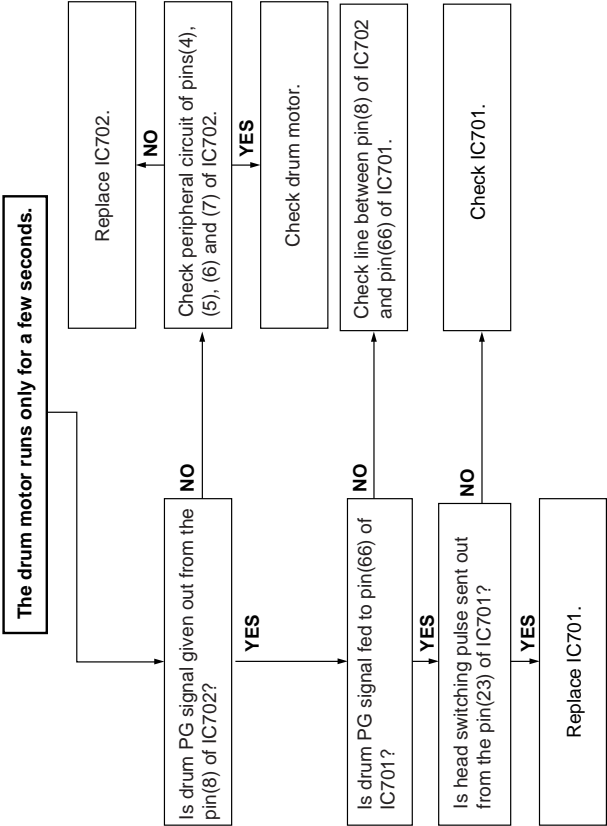 The drum motor runs only for a few seconds.
Is drum PG signal given out from the
pin(8) of IC702?
NO
Check peripheral circuit of pins(4),
(5), (6) and (7) of IC702.
NO
Replace IC702.
YES
Check drum motor.
YES
Is drum PG signal fed to pin(66) of
IC701?
NO
Check line between pin(8) of IC702
and pin(66) of IC701.
YES
Is head switching pulse sent out
from the pin(23) of IC701?
NO
Check IC701.
YES
Replace IC701.